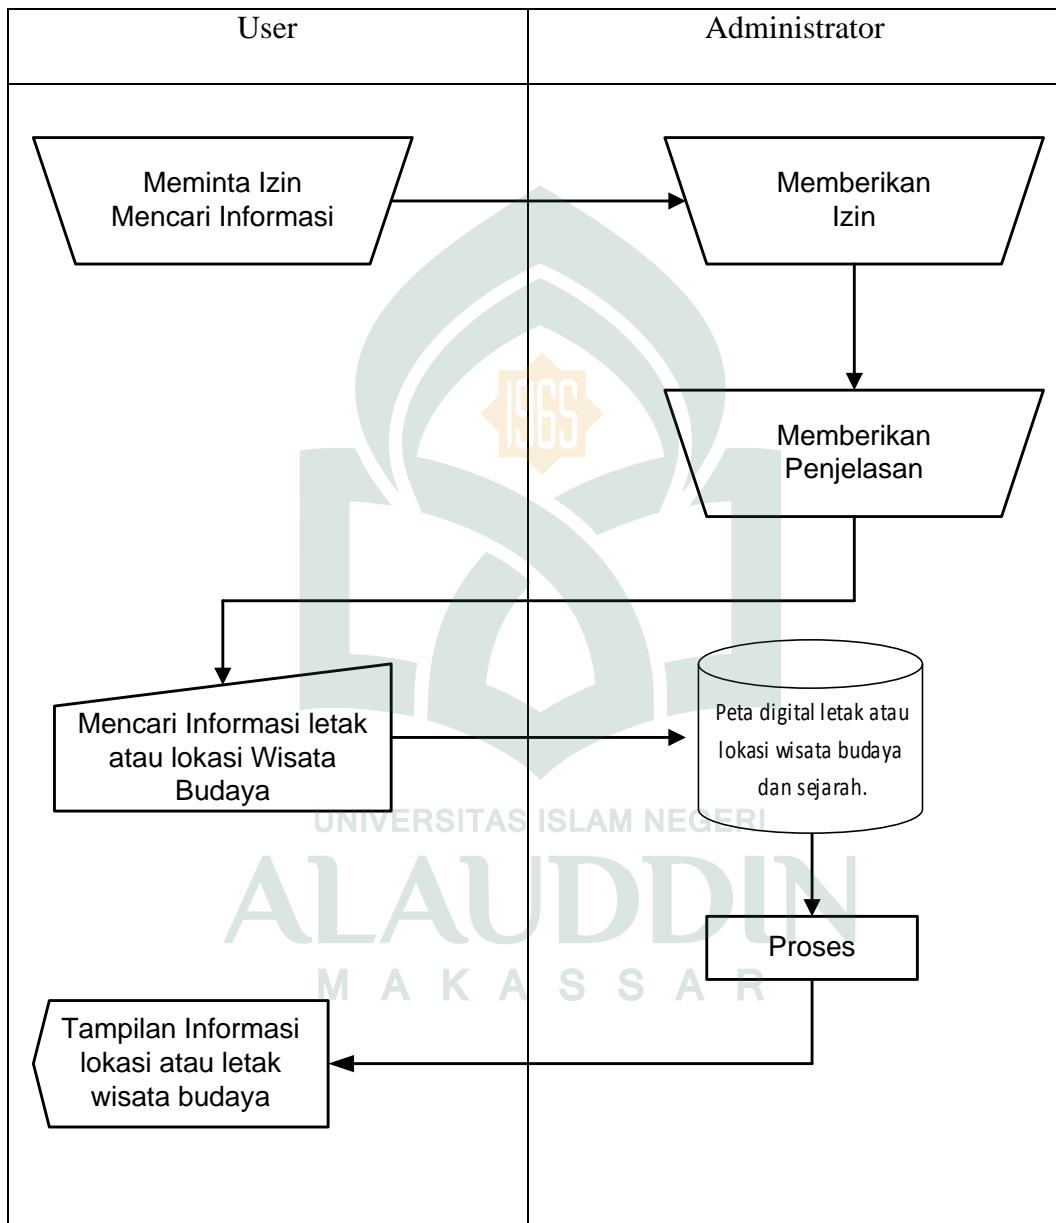 User
Administrator
Meminta Izin
Mencari Informasi
Memberikan
Izin
1965
Memberikan
Penjelasan
Mencari Informasi letak
atau lokasi Wisata
Budaya
Peta digital letak atau
lokasi wisata budaya
dan sejarah.
UNIVERSITAS ISLAM NEGERI
ALAUDDIN
MAKASSAR
Proses
Tampilan Informasi
lokasi atau letak
wisata budaya